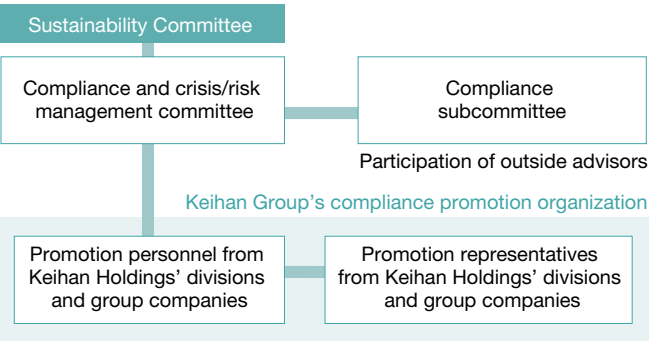 Sustainability Committee
Compliance and crisis/risk
management committee
Compliance
subcommittee
Participation of outside advisors
Keihan Group's compliance promotion organization
Promotion personnel from
Keihan Holdings' divisions
and group companies
Promotion representatives
from Keihan Holdings' divisions
and group companies